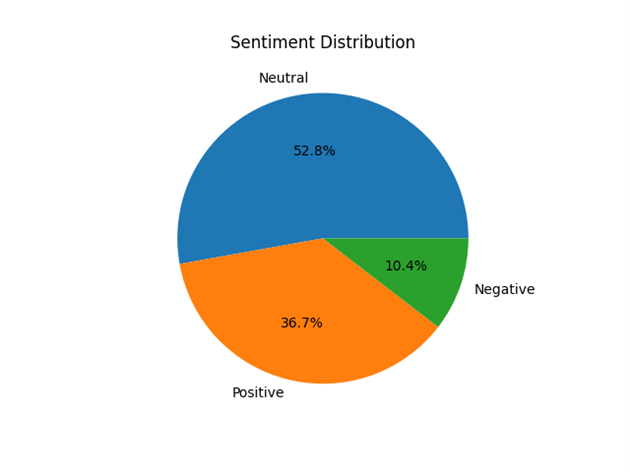 Sentiment Distribution
Neutral
52.8%
10.4%
Negative
36.7%
Positive